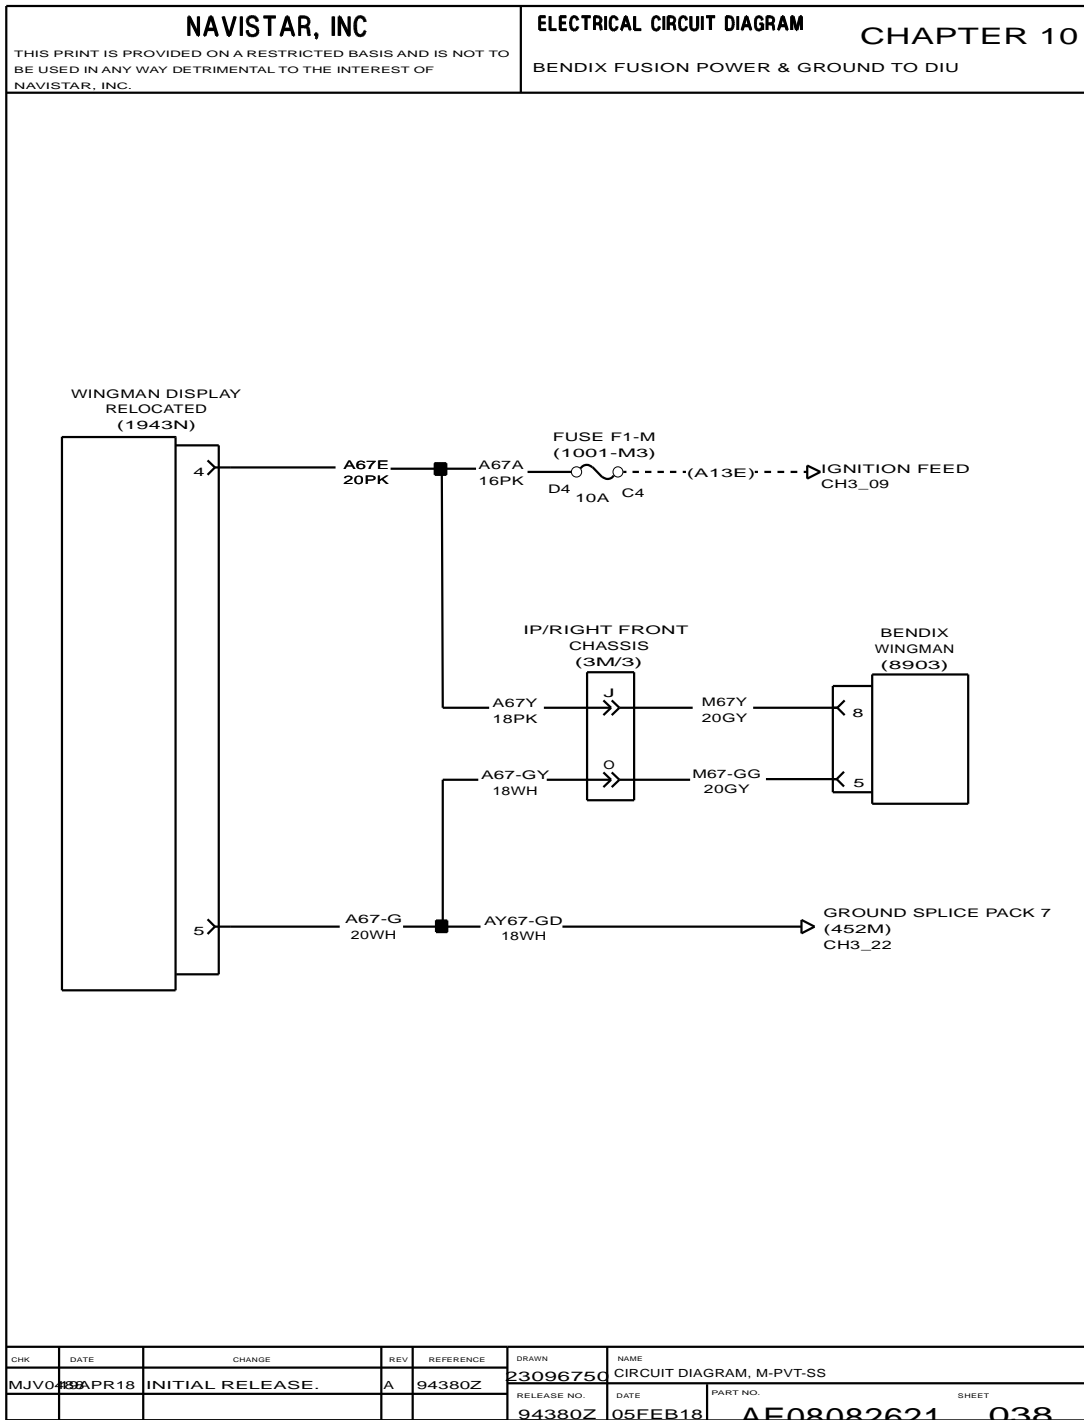 NAVISTAR, INC
THIS PRINT IS PROVIDED ON A RESTRICTED BASIS AND IS NOT TO
BE USED IN ANY WAY DETRIMENTAL TO THE INTEREST OF
NAVISTAR, INC.
ELECTRICAL CIRCUIT DIAGRAM
CHAPTER 10
BENDIX FUSION POWER & GROUND TO DIU
WINGMAN DISPLAY
RELOCATED
(1943N)
4
A67E
20PK
A67A
16PK
FUSE F1-M
(1001-M3)
D4
10A
C4
(A13E)
IGNITION FEED
CH3_09
IP/RIGHT FRONT
CHASSIS
(3M/3)
BENDIX
WINGMAN
(8903)
A67Y
18PK
J
M67Y
20GY
8
A67-GY
18WH
O
M67-GG
20GY
5
5
A67-G
20WH
AY67-GD
18WH
GROUND SPLICE PACK 7
(452M)
CH3_22
CHK
DATE
CHANGE
REV
REFERENCE
DRAWN
NAME
APR18
INITIAL RELEASE.
A
94380Z
23096750
CIRCUIT DIAGRAM, M-PVT-SS
RELEASE NO.
DATE
PART NO.
SHEET
94380Z
05FEB18
AE08082621
038